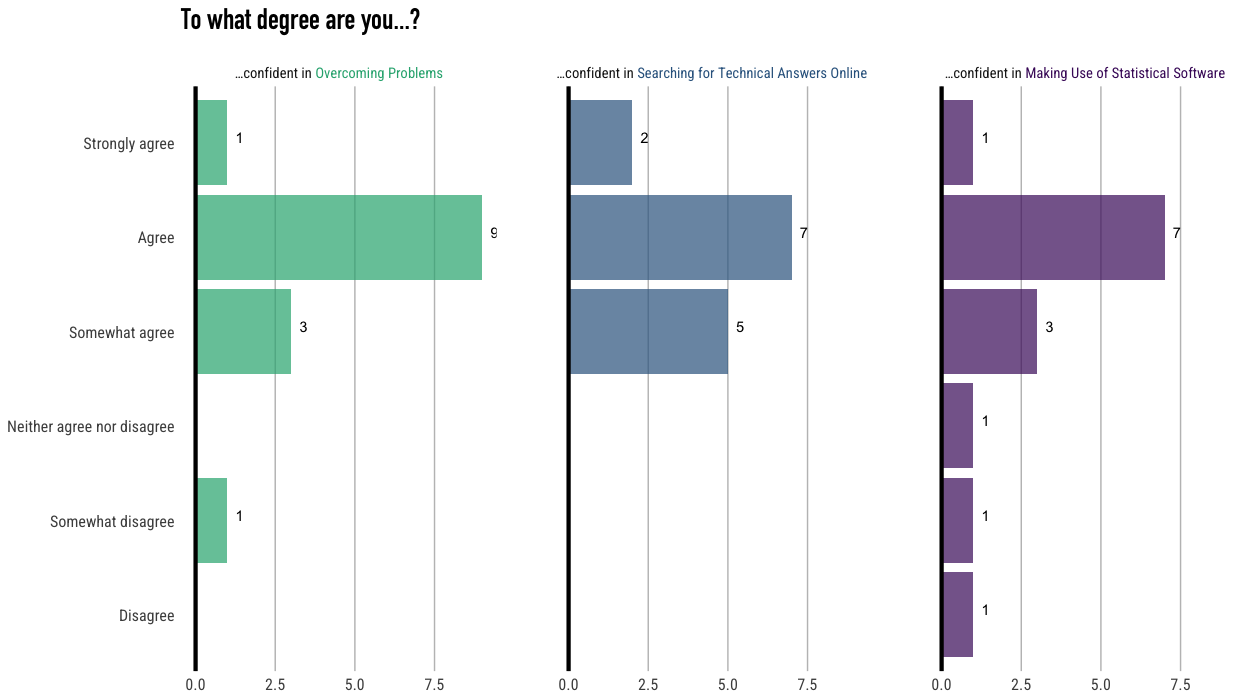 To what degree are you...?
...confident in Overcoming Problems
...confident in Searching for Technical Answers Online
...confident in Making Use of Statistical Software
Strongly agree 1 2 1
Agree 9 7 7
Somewhat agree 3 5 3
Neither agree nor disagree 1
Somewhat disagree 1 1
Disagree 1
0.0 2.5 5.0 7.5 0.0 2.5 5.0 7.5 0.0 2.5 5.0 7.5